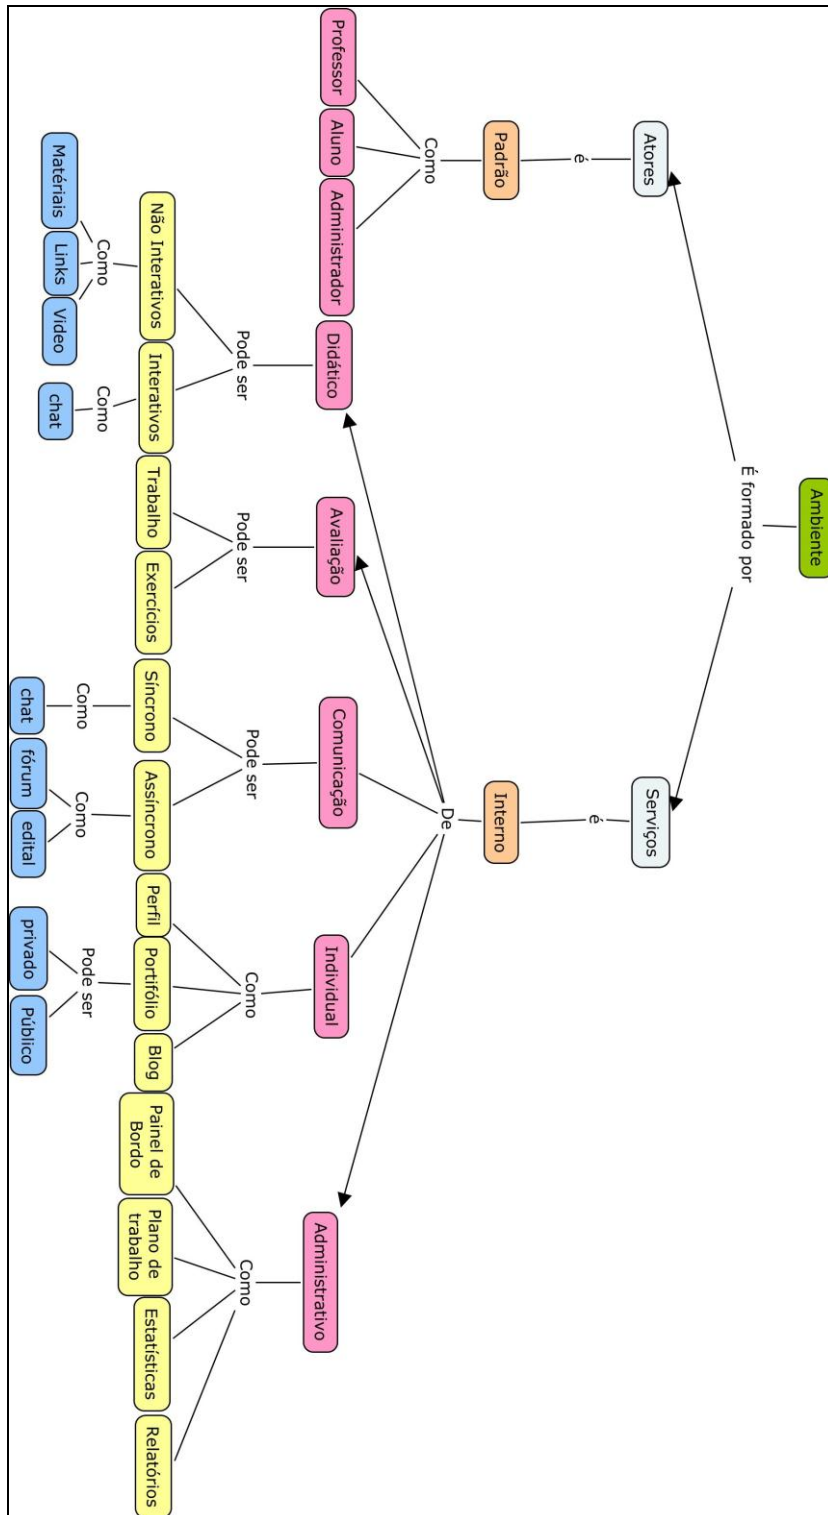 Ambiente
É formado por
Atores
Serviços
é
é
Padrão
Interno
Como
De
Professor
Aluno
Administrador
Didático
Avaliação
Comunicação
Individual
Administrativo
Pode ser
Pode ser
Pode ser
Como
Como
Não Interativos
Interativos
Trabalho
Exercícios
Síncrono
Assíncrono
Perfil
Portifólio
Blog
Painel de
Bordo
Plano de
trabalho
Estatísticas
Relatórios
Como
Como
Como
Como
Pode ser
Matériais
Links
Video
chat
chat
fórum
edital
privado
Público